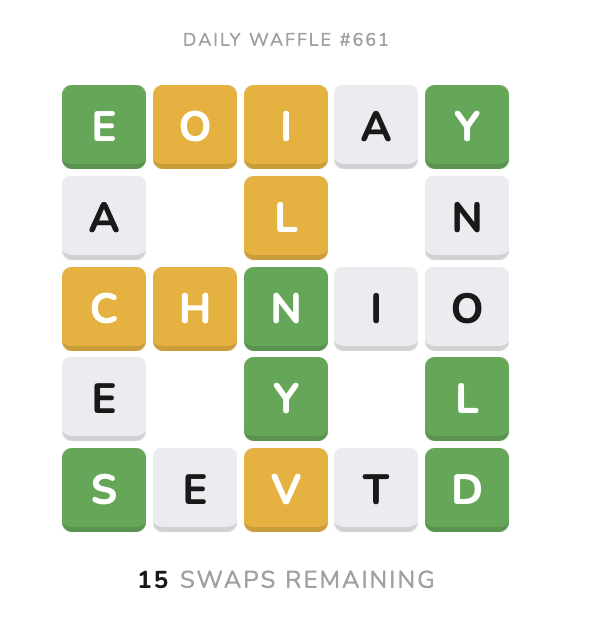 DAILY WAFFLE #661
E O I A Y
A L N
C H N I O
E Y L
S E V T D
15 SWAPS REMAINING